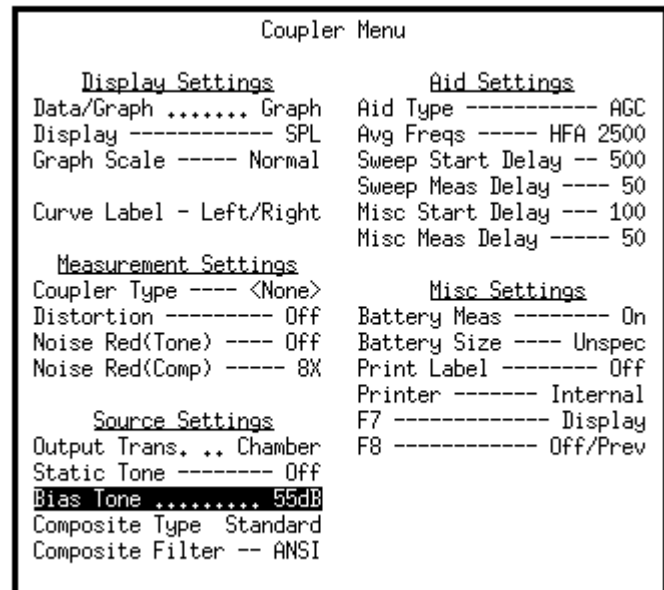 Coupler Menu
Display Settings
Data/Graph ....... Graph
Display ------------ SPL
Graph Scale ----- Normal
Curve Label - Left/Right
Measurement Settings
Coupler Type ---- <None>
Distortion --------- Off
Noise Red(Tone) ---- Off
Noise Red(Comp) ----- 8X
Source Settings
Output Trans. .. Chamber
Static Tone -------- Off
Bias Tone ......... 55dB
Composite Type  Standard
Composite Filter -- ANSI
Aid Settings
Aid Type ----------- AGC
Avg Freqs ----- HFA 2500
Sweep Start Delay -- 500
Sweep Meas Delay ---- 50
Misc Start Delay --- 100
Misc Meas Delay ----- 50
Misc Settings
Battery Meas -------- On
Battery Size ---- Unspec
Print Label -------- Off
Printer ------- Internal
F7 ------------- Display
F8 ------------ Off/Prev